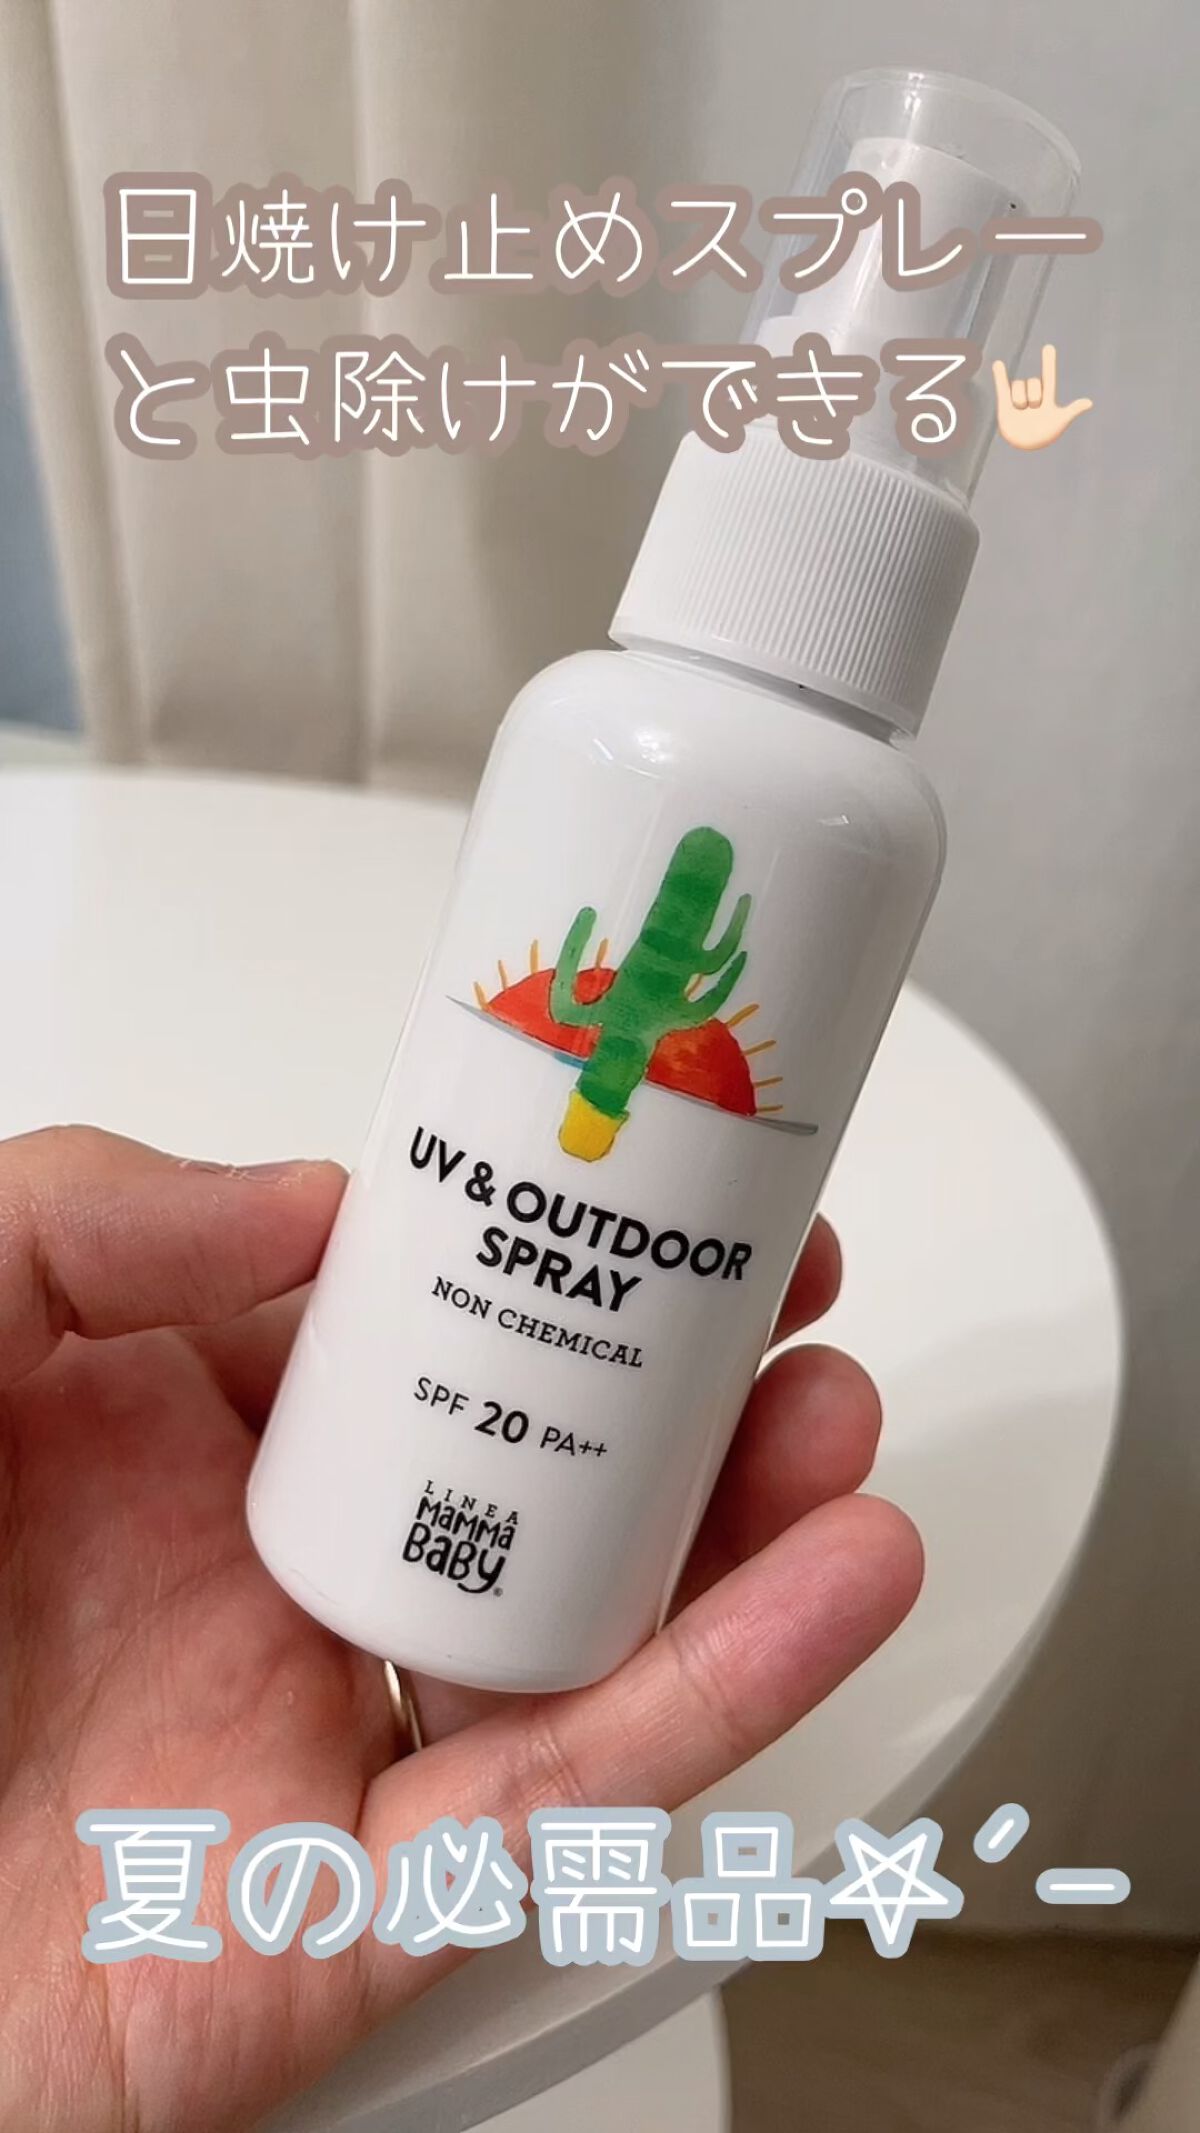 日焼け止めスプレー
と虫除けができる🤟🏻
UV & OUTDOOR
SPRAY
NON CHEMICAL
SPF 20 PA++
LINEA
MaMMa
BaBy®
夏の必需品⛧ˊ-